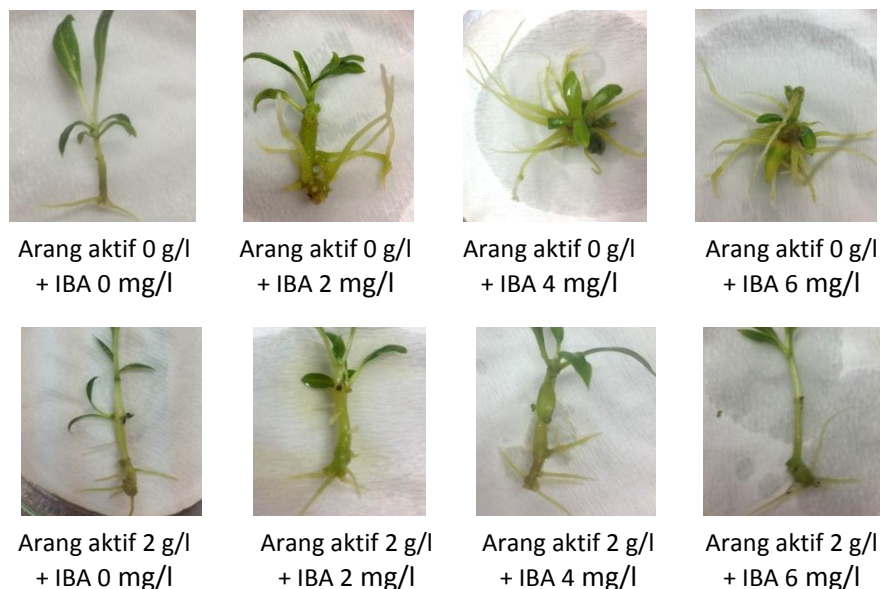 Arang aktif 0 g/l
+ IBA 0 mg/l
Arang aktif 0 g/l
+ IBA 2 mg/l
Arang aktif 0 g/l
+ IBA 4 mg/l
Arang aktif 0 g/l
+ IBA 6 mg/l
Arang aktif 2 g/l
+ IBA 0 mg/l
Arang aktif 2 g/l
+ IBA 2 mg/l
Arang aktif 2 g/l
+ IBA 4 mg/l
Arang aktif 2 g/l
+ IBA 6 mg/l